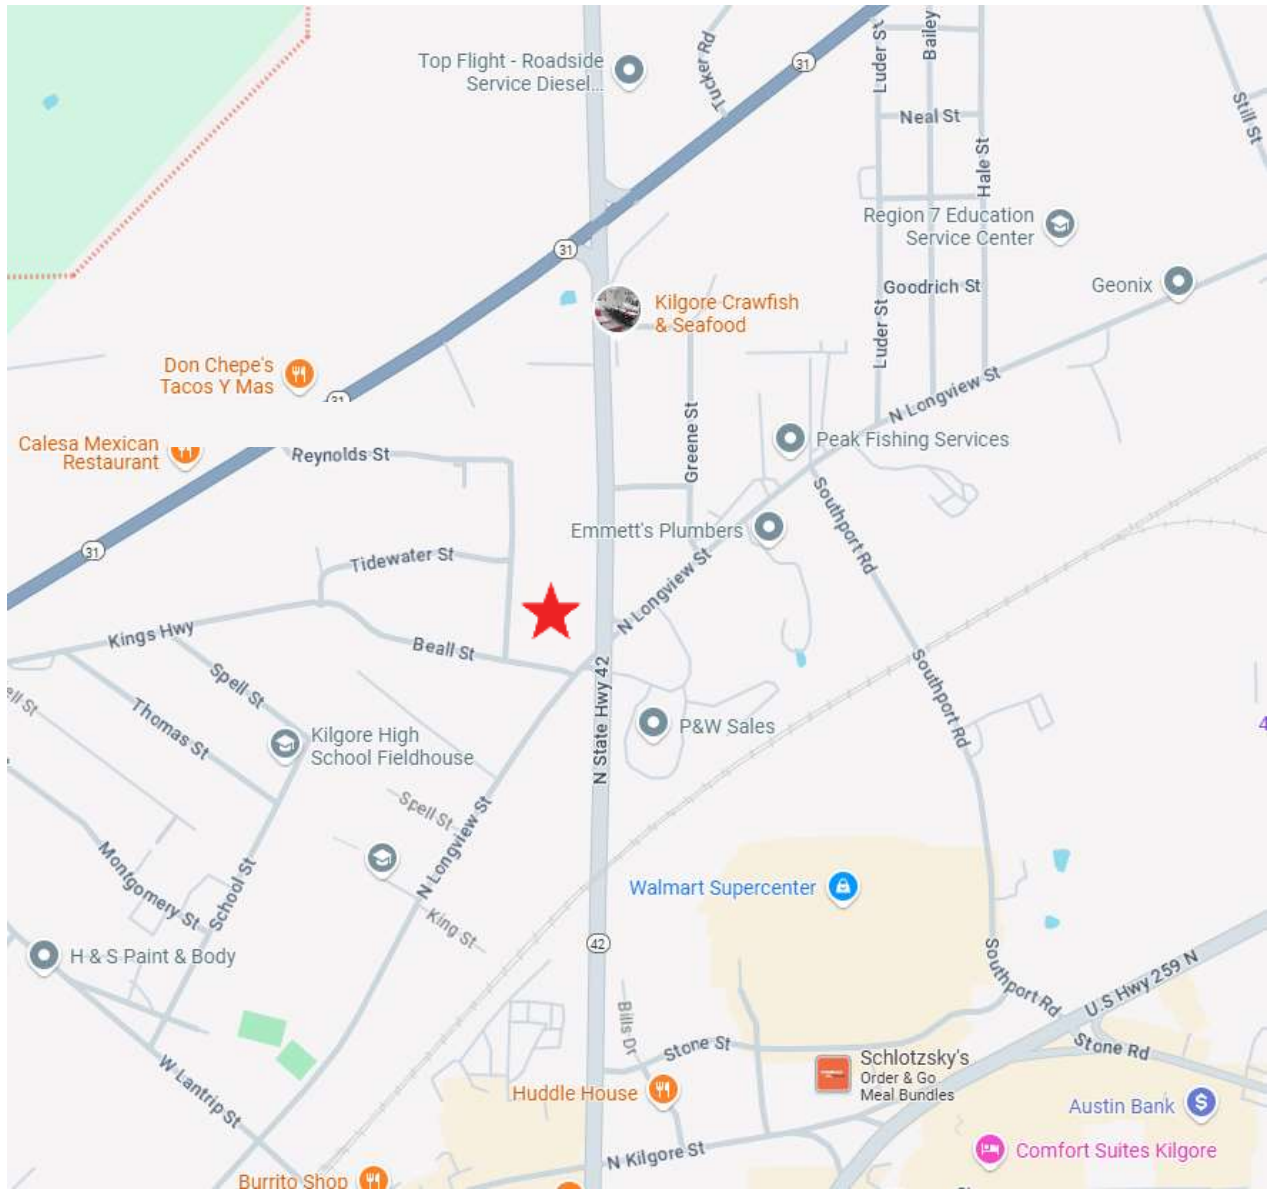 Top Flight - Roadside
Service Diesel...
Tucker Rd
31
Luder St
Bailey
Neal St
Still St
Hale St
Region 7 Education
Service Center
31
Goodrich St
Geonix
Kilgore Crawfish
& Seafood
Luder St
Don Chepe's
Tacos Y Mas
31
N Longview St
Greene St
Calesa Mexican
Restaurant
Reynolds St
Peak Fishing Services
Southport Rd
Emmett's Plumbers
31
Tidewater St
N Longview St
Kings Hwy
Beall St
Spell St
Southport Rd
ell St
Thomas St
N State Hwy 42
P&W Sales
4
Kilgore High
School Fieldhouse
Spell St
N Longview St
Montgomery St
School St
Walmart Supercenter
King St
42
H & S Paint & Body
Southport Rd
U.S Hwy 259 N
Bills Dr
Stone St
Stone Rd
W Lantrip St
Schlotzsky's
Order & Go
Meal Bundles
Huddle House
Austin Bank
N Kilgore St
Comfort Suites Kilgore
Burrito Shop